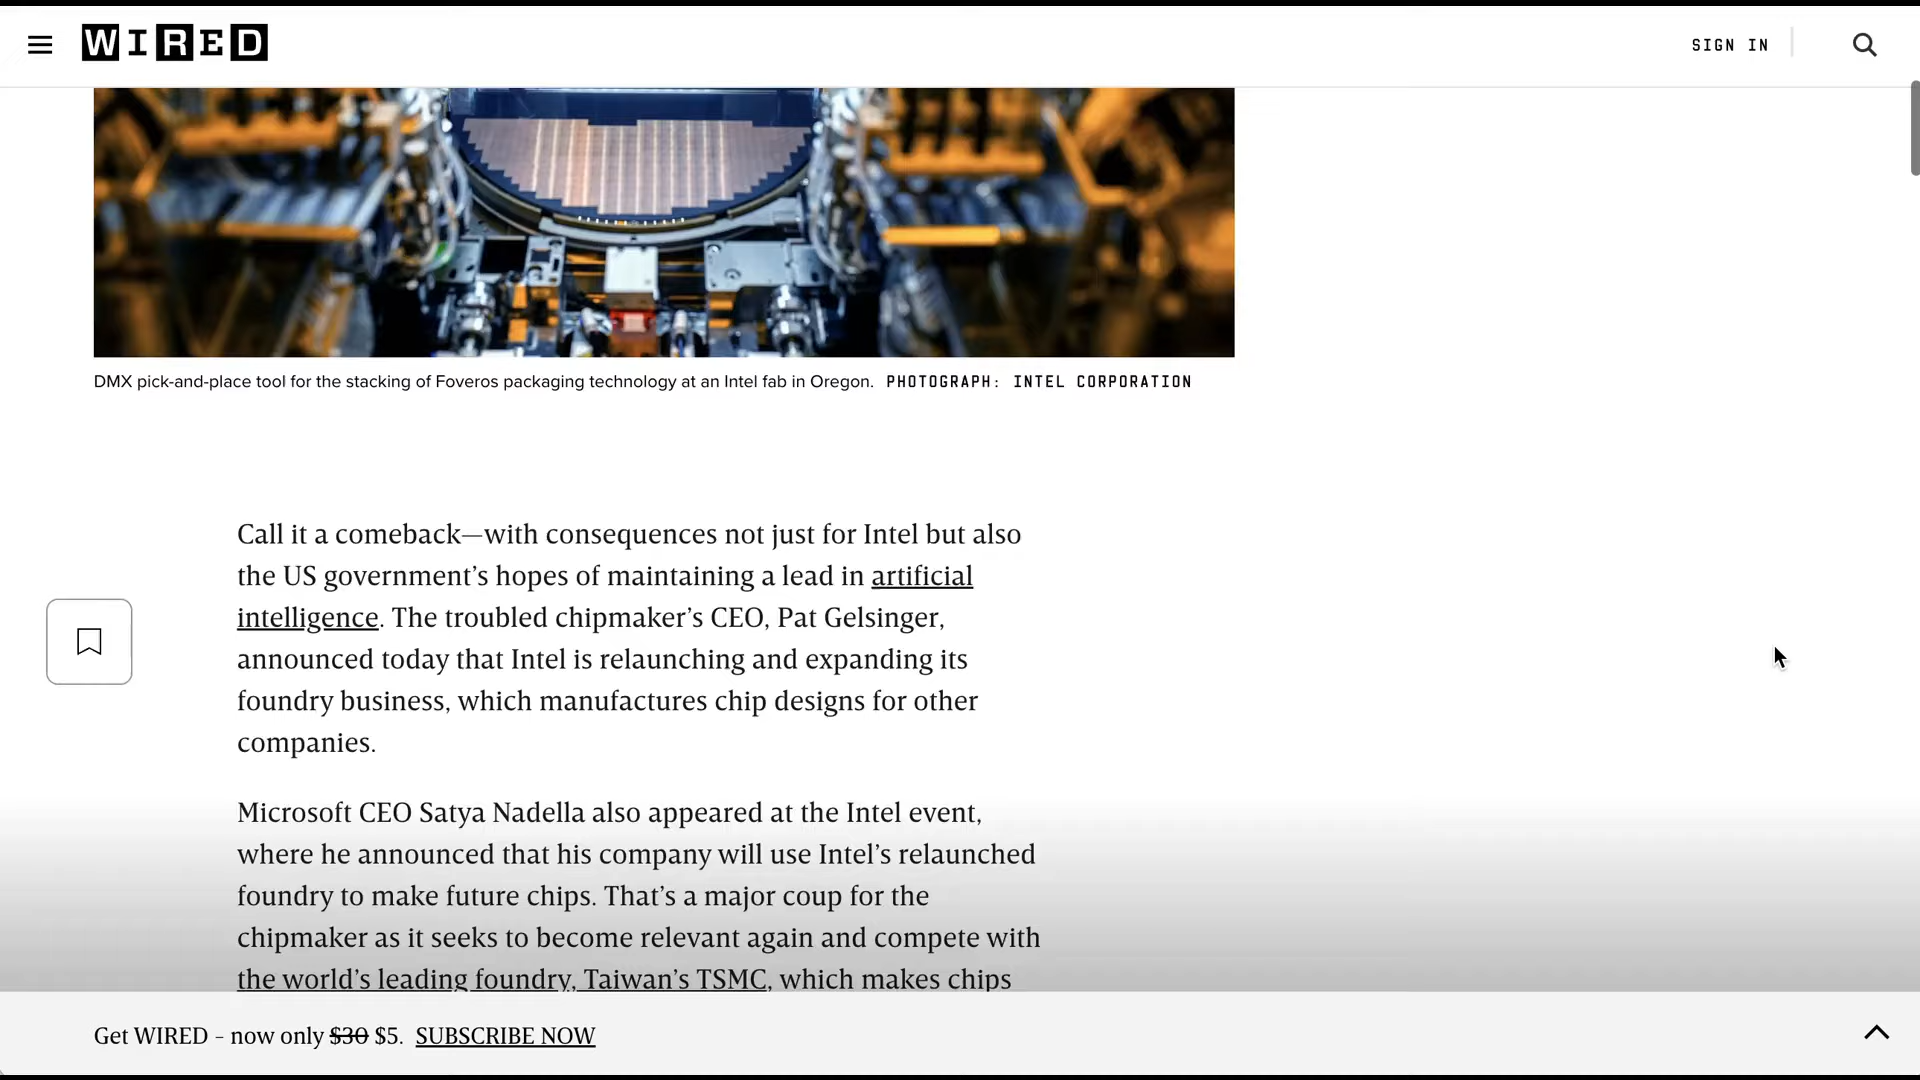 WIRED
SIGN IN
DMX pick-and-place tool for the stacking of Foveros packaging technology at an Intel fab in Oregon. PHOTOGRAPH: INTEL CORPORATION
Call it a comeback—with consequences not just for Intel but also
the US government’s hopes of maintaining a lead in artificial
intelligence. The troubled chipmaker’s CEO, Pat Gelsinger,
announced today that Intel is relaunching and expanding its
foundry business, which manufactures chip designs for other
companies.
Microsoft CEO Satya Nadella also appeared at the Intel event,
where he announced that his company will use Intel’s relaunched
foundry to make future chips. That’s a major coup for the
chipmaker as it seeks to become relevant again and compete with
the world’s leading foundry, Taiwan’s TSMC, which makes chips
Get WIRED - now only $30 $5. SUBSCRIBE NOW